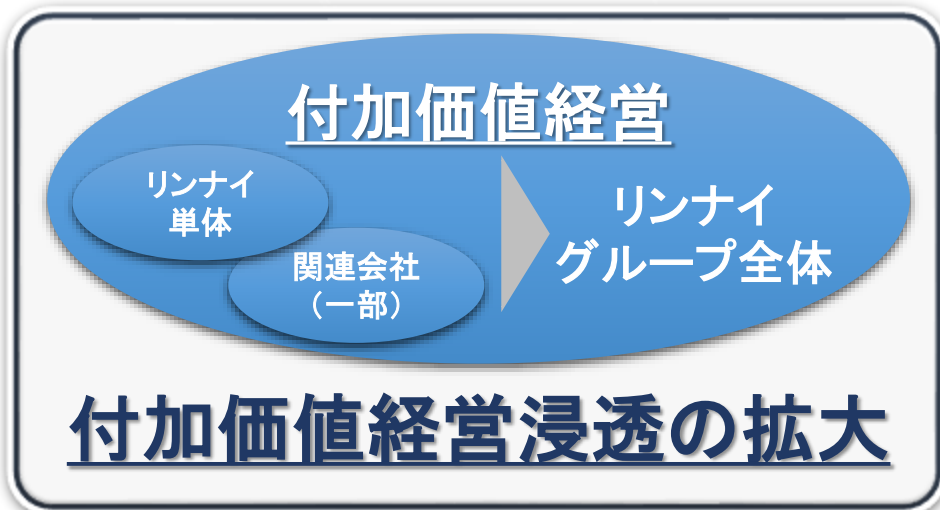 付加価値経営
リンナイ
単体
関連会社
（一部）
リンナイ
グループ全体
付加価値経営浸透の拡大